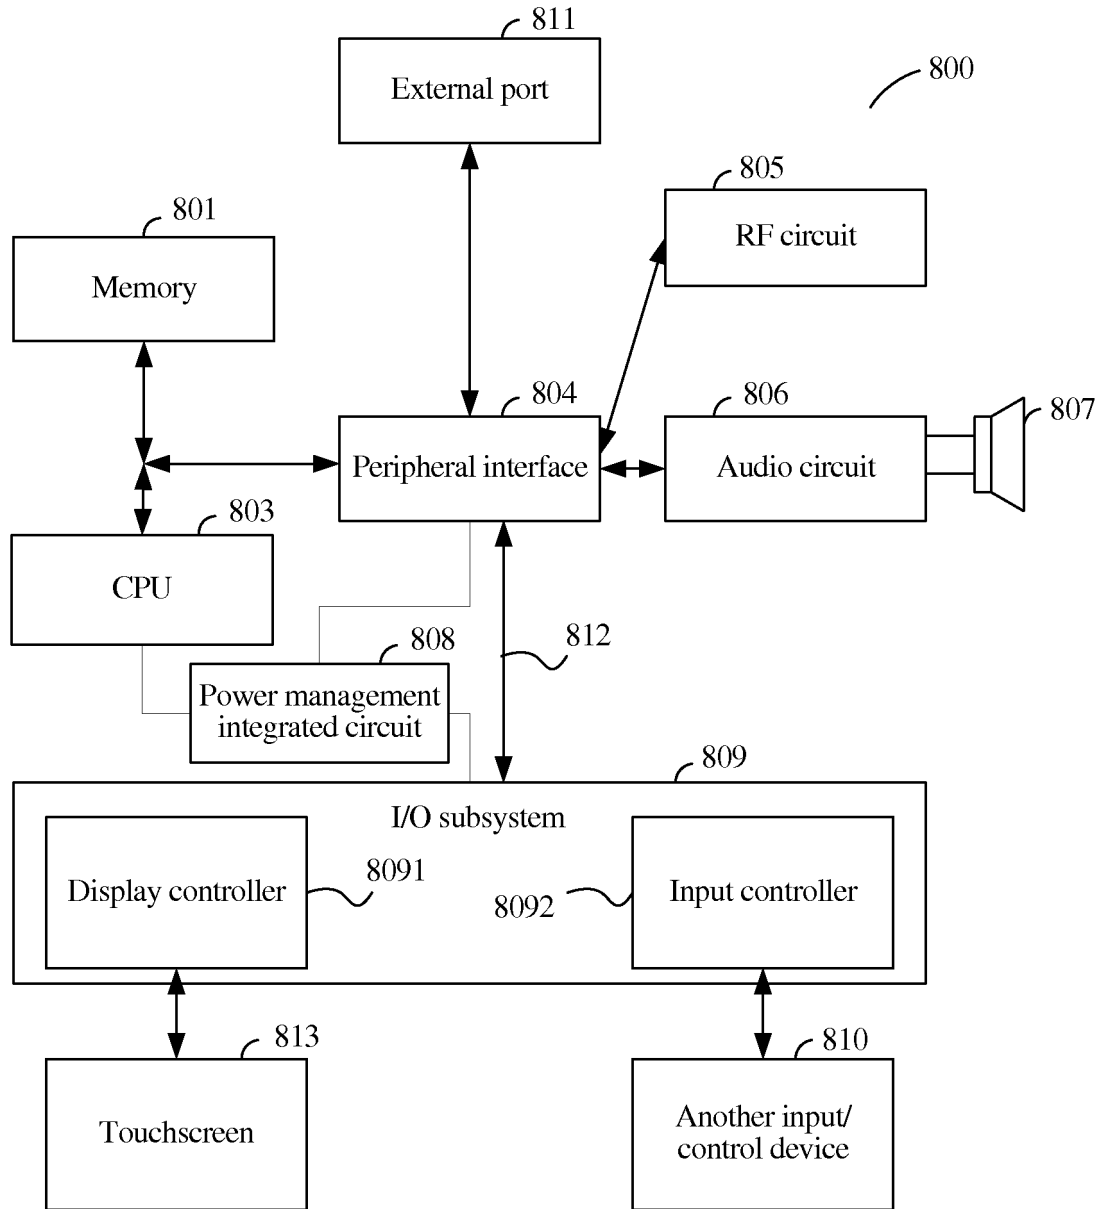 811
External port
800
805
RF circuit
801
Memory
804
Peripheral interface
806
Audio circuit
807
803
CPU
812
808
Power management
integrated circuit
809
I/O subsystem
Display controller
8091
8092
Input controller
813
Touchscreen
810
Another input/
control device